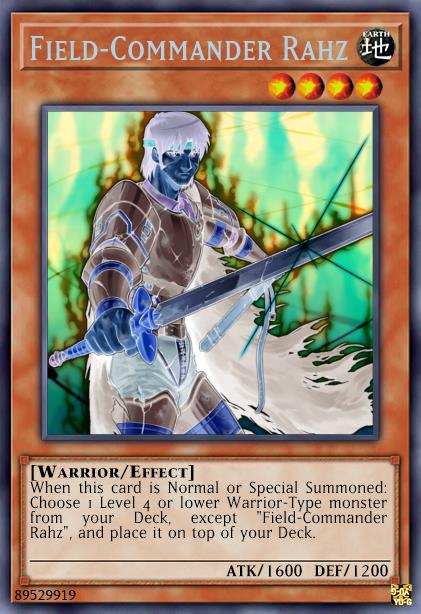 Field-Commander Rahz
EARTH
地
[Warrior/Effect]
When this card is Normal or Special Summoned:
Choose 1 Level 4 or lower Warrior-Type monster
from your Deck, except "Field-Commander
Rahz", and place it on top of your Deck.
ATK/1600 DEF/1200
89529919